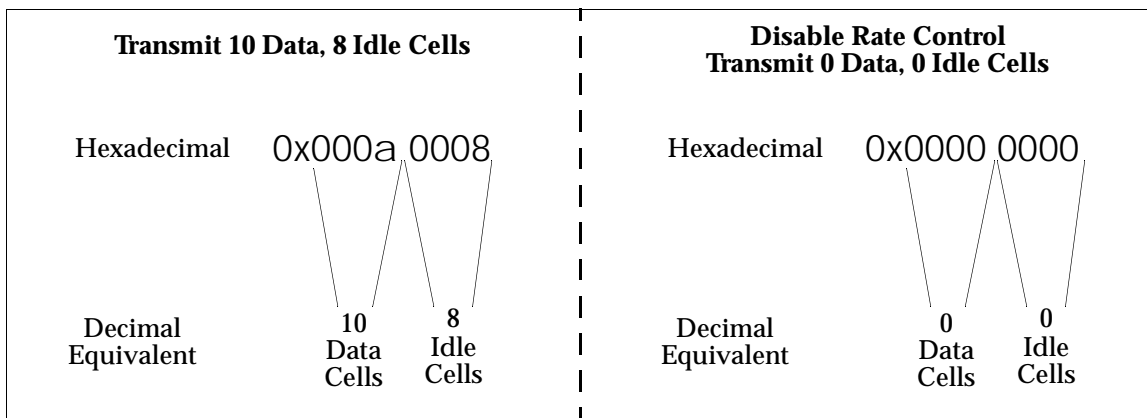 Transmit 10 Data, 8 Idle Cells
Hexadecimal 0x000a 0008
Decimal Equivalent
10 Data Cells
8 Idle Cells
Disable Rate Control
Transmit 0 Data, 0 Idle Cells
Hexadecimal 0x0000 0000
Decimal Equivalent
0 Data Cells
0 Idle Cells